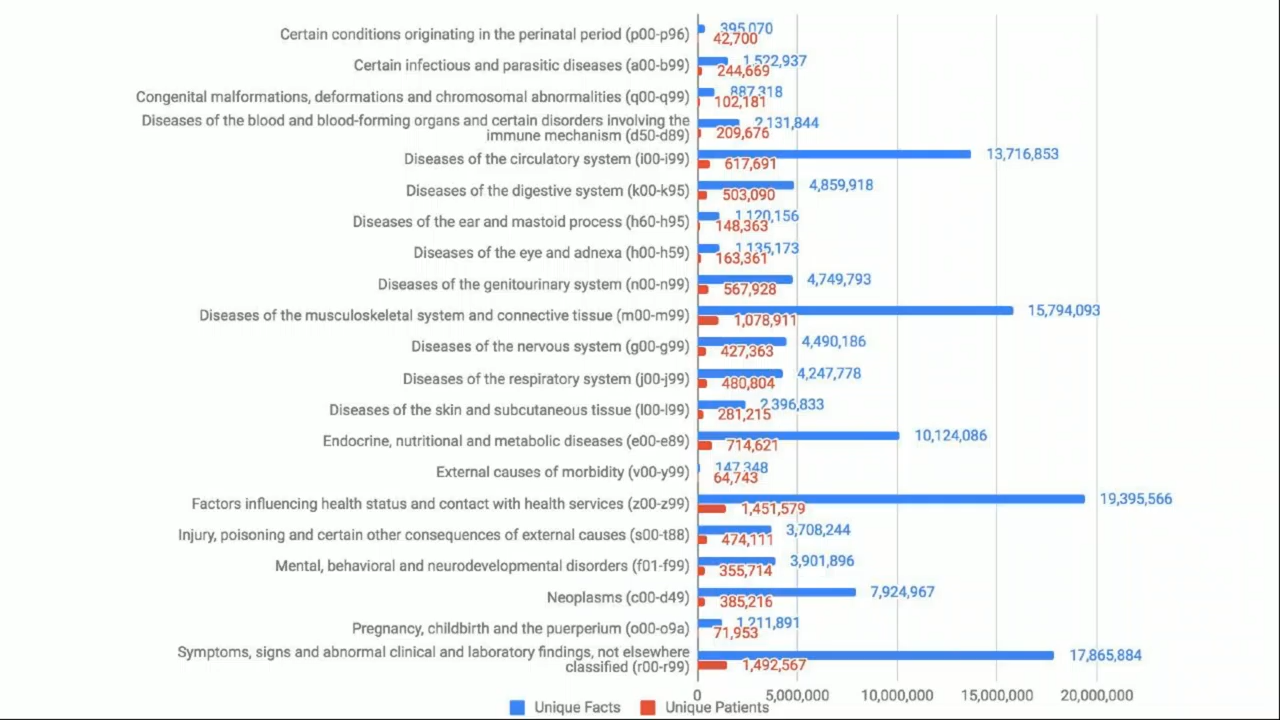 Certain conditions originating in the perinatal period (p00-p96)
395,070
42,700
Certain infectious and parasitic diseases (a00-b99)
1,522,937
244,669
Congenital malformations, deformations and chromosomal abnormalities (q00-q99)
887,318
102,181
Diseases of the blood and blood-forming organs and certain disorders involving the
immune mechanism (d50-d89)
2,131,844
209,676
Diseases of the circulatory system (i00-i99)
13,716,853
617,691
Diseases of the digestive system (k00-k95)
4,859,918
503,090
Diseases of the ear and mastoid process (h60-h95)
1,120,156
148,363
Diseases of the eye and adnexa (h00-h59)
1,135,173
163,361
Diseases of the genitourinary system (n00-n99)
4,749,793
567,928
Diseases of the musculoskeletal system and connective tissue (m00-m99)
15,794,093
1,078,911
Diseases of the nervous system (g00-g99)
4,490,186
427,363
Diseases of the respiratory system (j00-j99)
4,247,778
480,804
Diseases of the skin and subcutaneous tissue (l00-l99)
2,396,833
281,215
Endocrine, nutritional and metabolic diseases (e00-e89)
10,124,086
714,621
External causes of morbidity (v00-y99)
147,348
64,743
Factors influencing health status and contact with health services (z00-z99)
19,395,566
1,451,579
Injury, poisoning and certain other consequences of external causes (s00-t88)
3,708,244
474,111
Mental, behavioral and neurodevelopmental disorders (f01-f99)
3,901,896
355,714
Neoplasms (c00-d49)
7,924,967
385,216
Pregnancy, childbirth and the puerperium (o00-o9a)
1,211,891
71,953
Symptoms, signs and abnormal clinical and laboratory findings, not elsewhere
classified (r00-r99)
17,865,884
1,492,567
0 5,000,000 10,000,000 15,000,000 20,000,000
Unique Facts Unique Patients